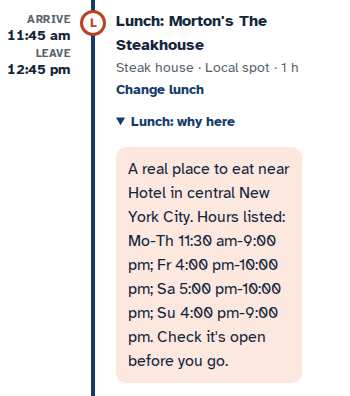 ARRIVE
11:45 am
LEAVE
12:45 pm
L
Lunch: Morton's The
Steakhouse
Steak house · Local spot · 1 h
Change lunch
▼ Lunch: why here
A real place to eat near
Hotel in central New
York City. Hours listed:
Mo-Th 11:30 am-9:00
pm; Fr 4:00 pm-10:00
pm; Sa 5:00 pm-10:00
pm; Su 4:00 pm-9:00
pm. Check it's open
before you go.